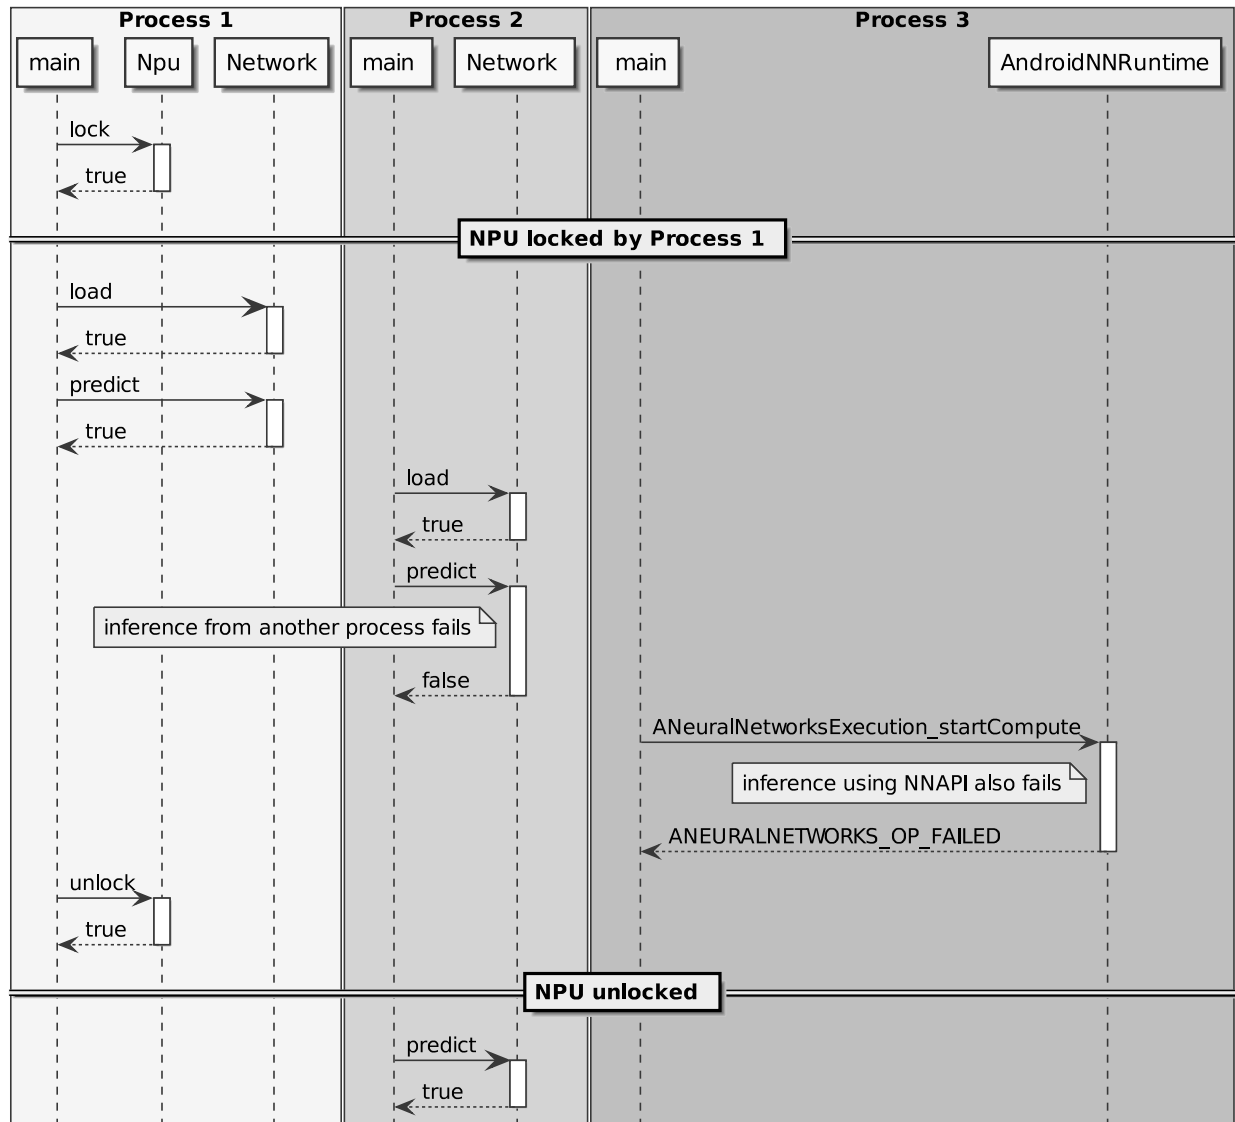 Process 1
Process 2
Process 3
main
Npu
Network
main
Network
main
AndroidNNRuntime
lock
true
NPU locked by Process 1
load
true
predict
true
load
true
predict
inference from another process fails
false
ANeuralNetworksExecution_startCompute
inference using NNAPI also fails
ANEURALNETWORKS_OP_FAILED
unlock
true
NPU unlocked
predict
true